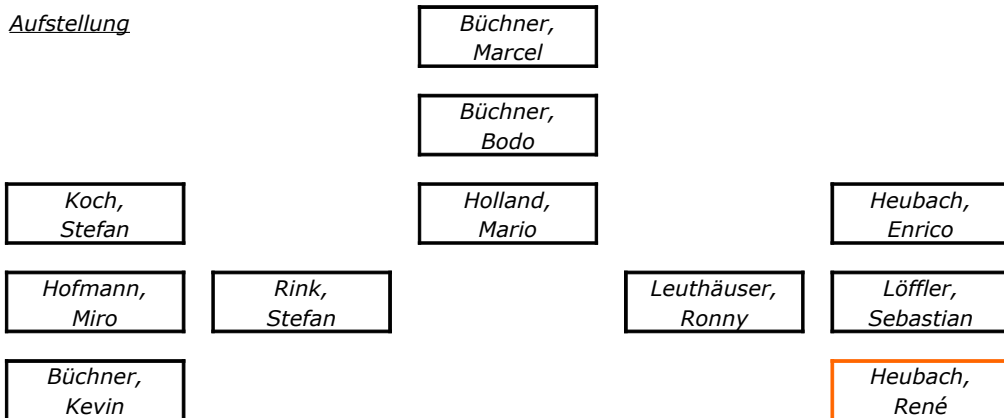 Aufstellung
Büchner,
Marcel
Büchner,
Bodo
Koch,
Stefan
Holland,
Mario
Heubach,
Enrico
Hofmann,
Miro
Rink,
Stefan
Leuthäuser,
Ronny
Löffler,
Sebastian
Büchner,
Kevin
Heubach,
René